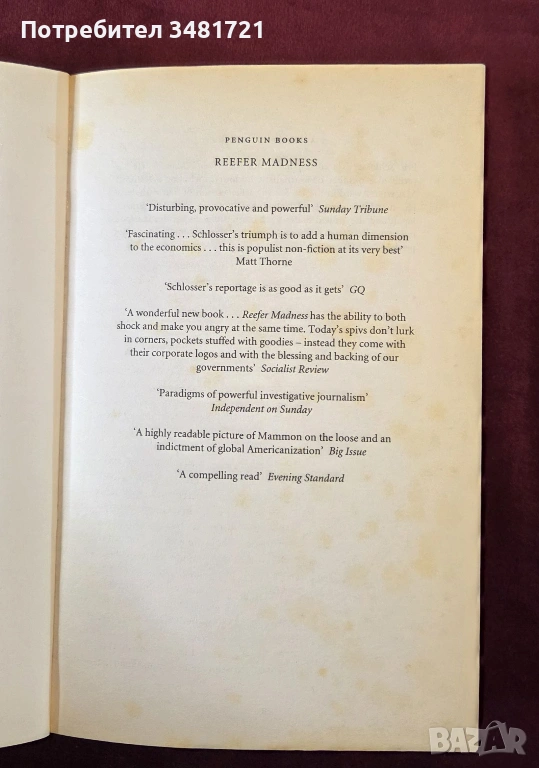 Потребител 3481721
PENGUIN BOOKS
REEFER MADNESS
‘Disturbing, provocative and powerful’ Sunday Tribune
‘Fascinating . . . Schlosser’s triumph is to add a human dimension
to the economics . . . this is populist non-fiction at its very best’
Matt Thorne
‘Schlosser’s reportage is as good as it gets’ GQ
‘A wonderful new book . . . Reefer Madness has the ability to both
shock and make you angry at the same time. Today’s spivs don’t lurk
in corners, pockets stuffed with goodies – instead they come with
their corporate logos and with the blessing and backing of our
governments’ Socialist Review
‘Paradigms of powerful investigative journalism’
Independent on Sunday
‘A highly readable picture of Mammon on the loose and an
indictment of global Americanization’ Big Issue
‘A compelling read’ Evening Standard
BAZAR